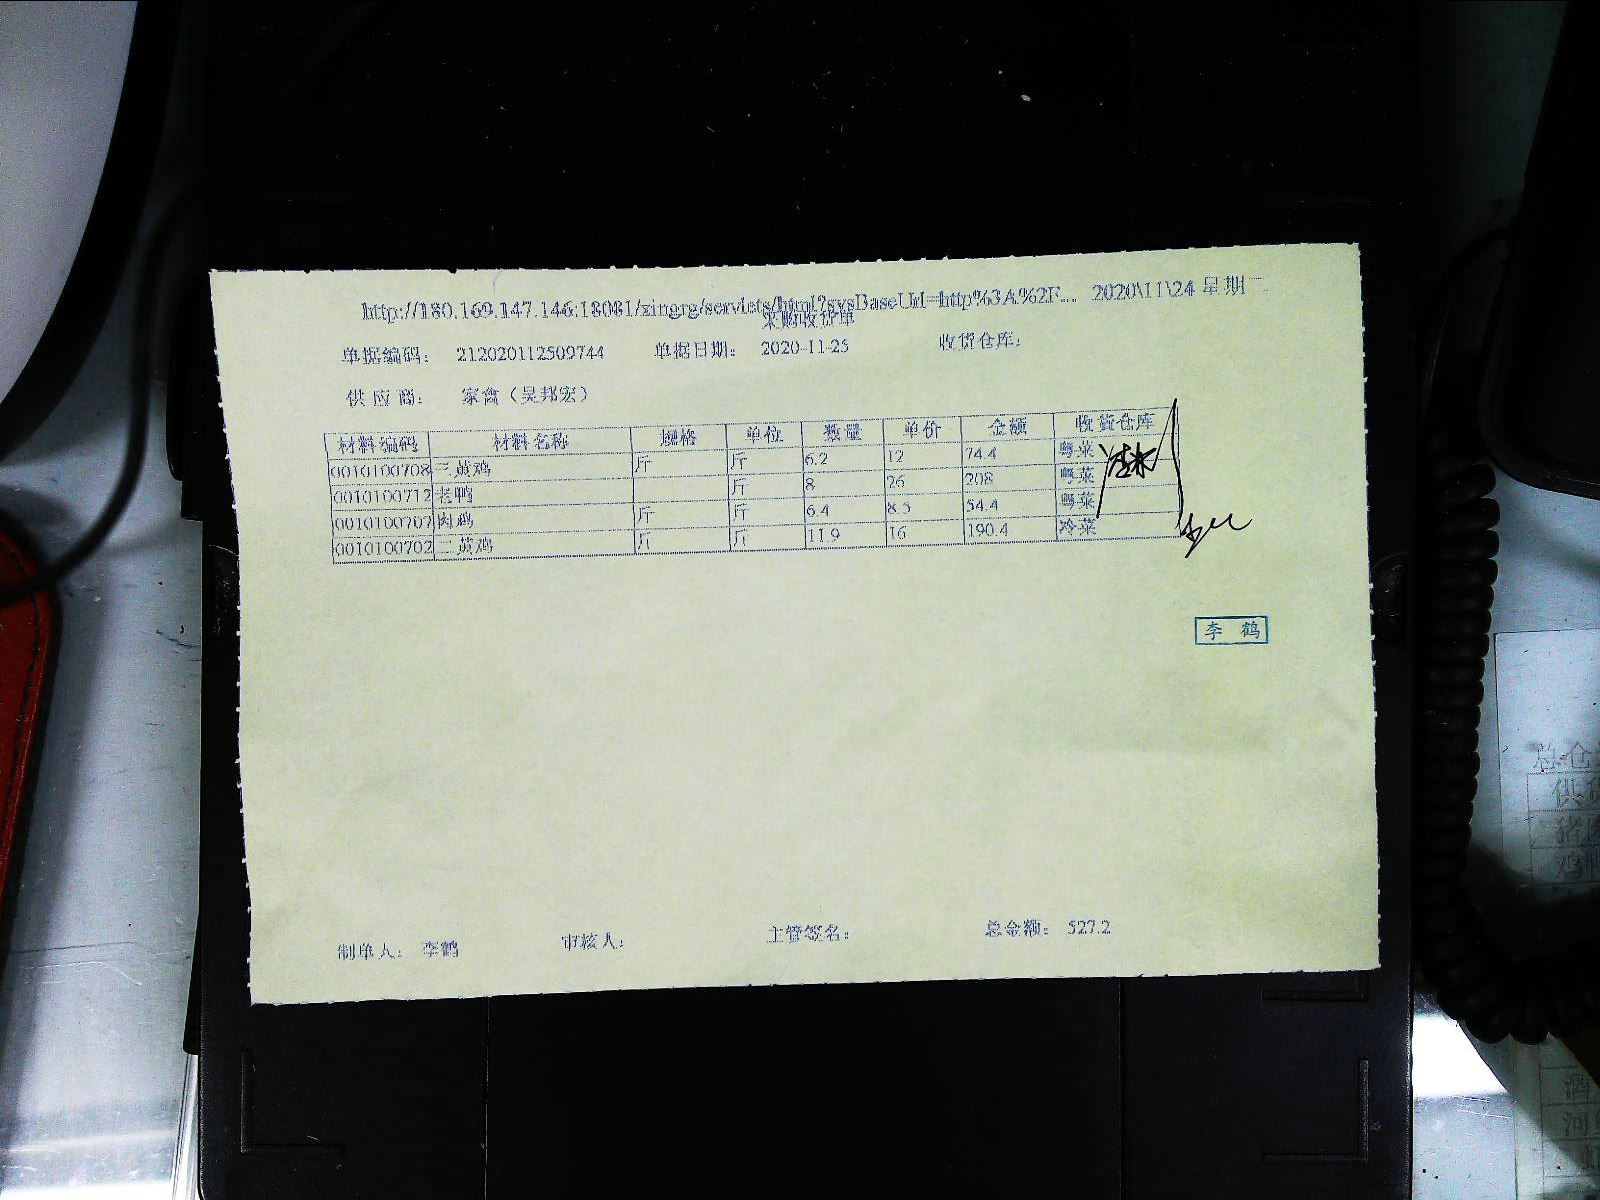 http://180.169.147.146:18081/xingrg/servlets/html?sysBaseUrl=http%3A%2F... 2020\11\24 星期二
采购收货单
单据编码： 212020112509744 单据日期： 2020-11-25 收货仓库：
供应商： 家禽（吴邦宏）
材料编码 材料名称 规格 单位 数量 单价 金额 收货仓库
0010100708 三黄鸡 斤 斤 6.2 12 74.4 粤菜
0010100712 老鸭 斤 8 26 208 粤菜
0010100707 肉鸡 斤 斤 6.4 8.5 54.4 粤菜
0010100702 三黄鸡 斤 斤 11.9 16 190.4 冷菜
李鹤
制单人： 李鹤 审核人： 主管签名： 总金额： 527.2
总仓